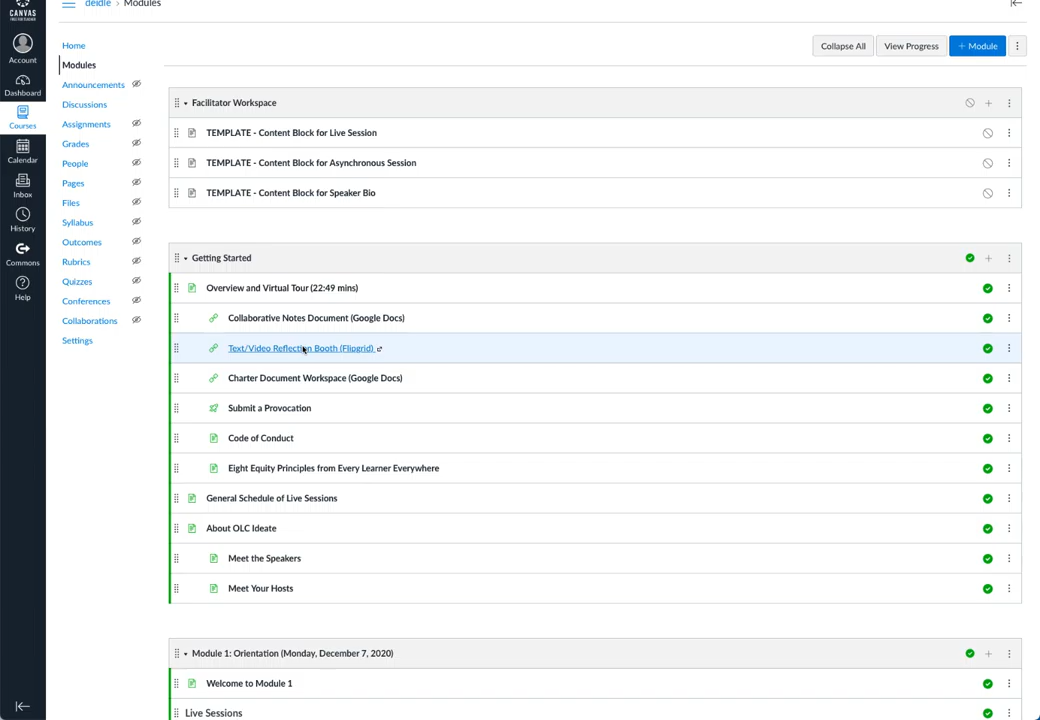 CANVAS
deidle › Modules
Account
Dashboard
Courses
Calendar
Inbox
History
Commons
Help
Home
Modules
Announcements
Discussions
Assignments
Grades
People
Pages
Files
Syllabus
Outcomes
Rubrics
Quizzes
Conferences
Collaborations
Settings
Collapse All
View Progress
+ Module
Facilitator Workspace
TEMPLATE - Content Block for Live Session
TEMPLATE - Content Block for Asynchronous Session
TEMPLATE - Content Block for Speaker Bio
Getting Started
Overview and Virtual Tour (22:49 mins)
Collaborative Notes Document (Google Docs)
Text/Video Reflection Booth (Flipgrid)
Charter Document Workspace (Google Docs)
Submit a Provocation
Code of Conduct
Eight Equity Principles from Every Learner Everywhere
General Schedule of Live Sessions
About OLC Ideate
Meet the Speakers
Meet Your Hosts
Module 1: Orientation (Monday, December 7, 2020)
Welcome to Module 1
Live Sessions